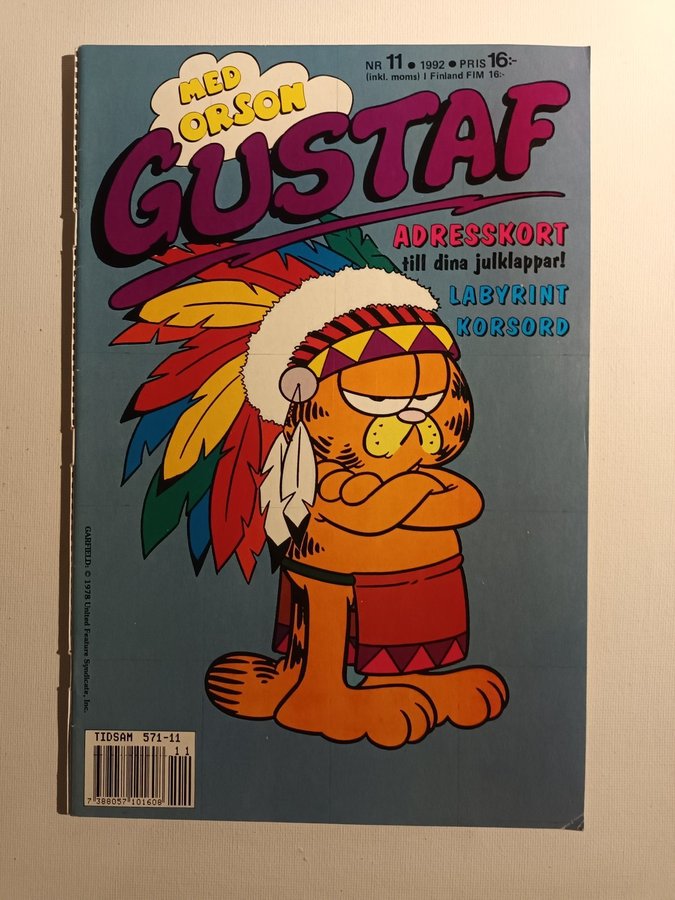 MED
ORSON
NR 11 • 1992 • PRIS 16:-
(inkl. moms) I Finland FIM 16:-
GUSTAF
ADRESSKORT
till dina julklappar!
LABYRINT
KORSORD
GARFIELD: © 1978 United Feature Syndicate, Inc.
TIDSAM 571-11
11
7 388057 101608